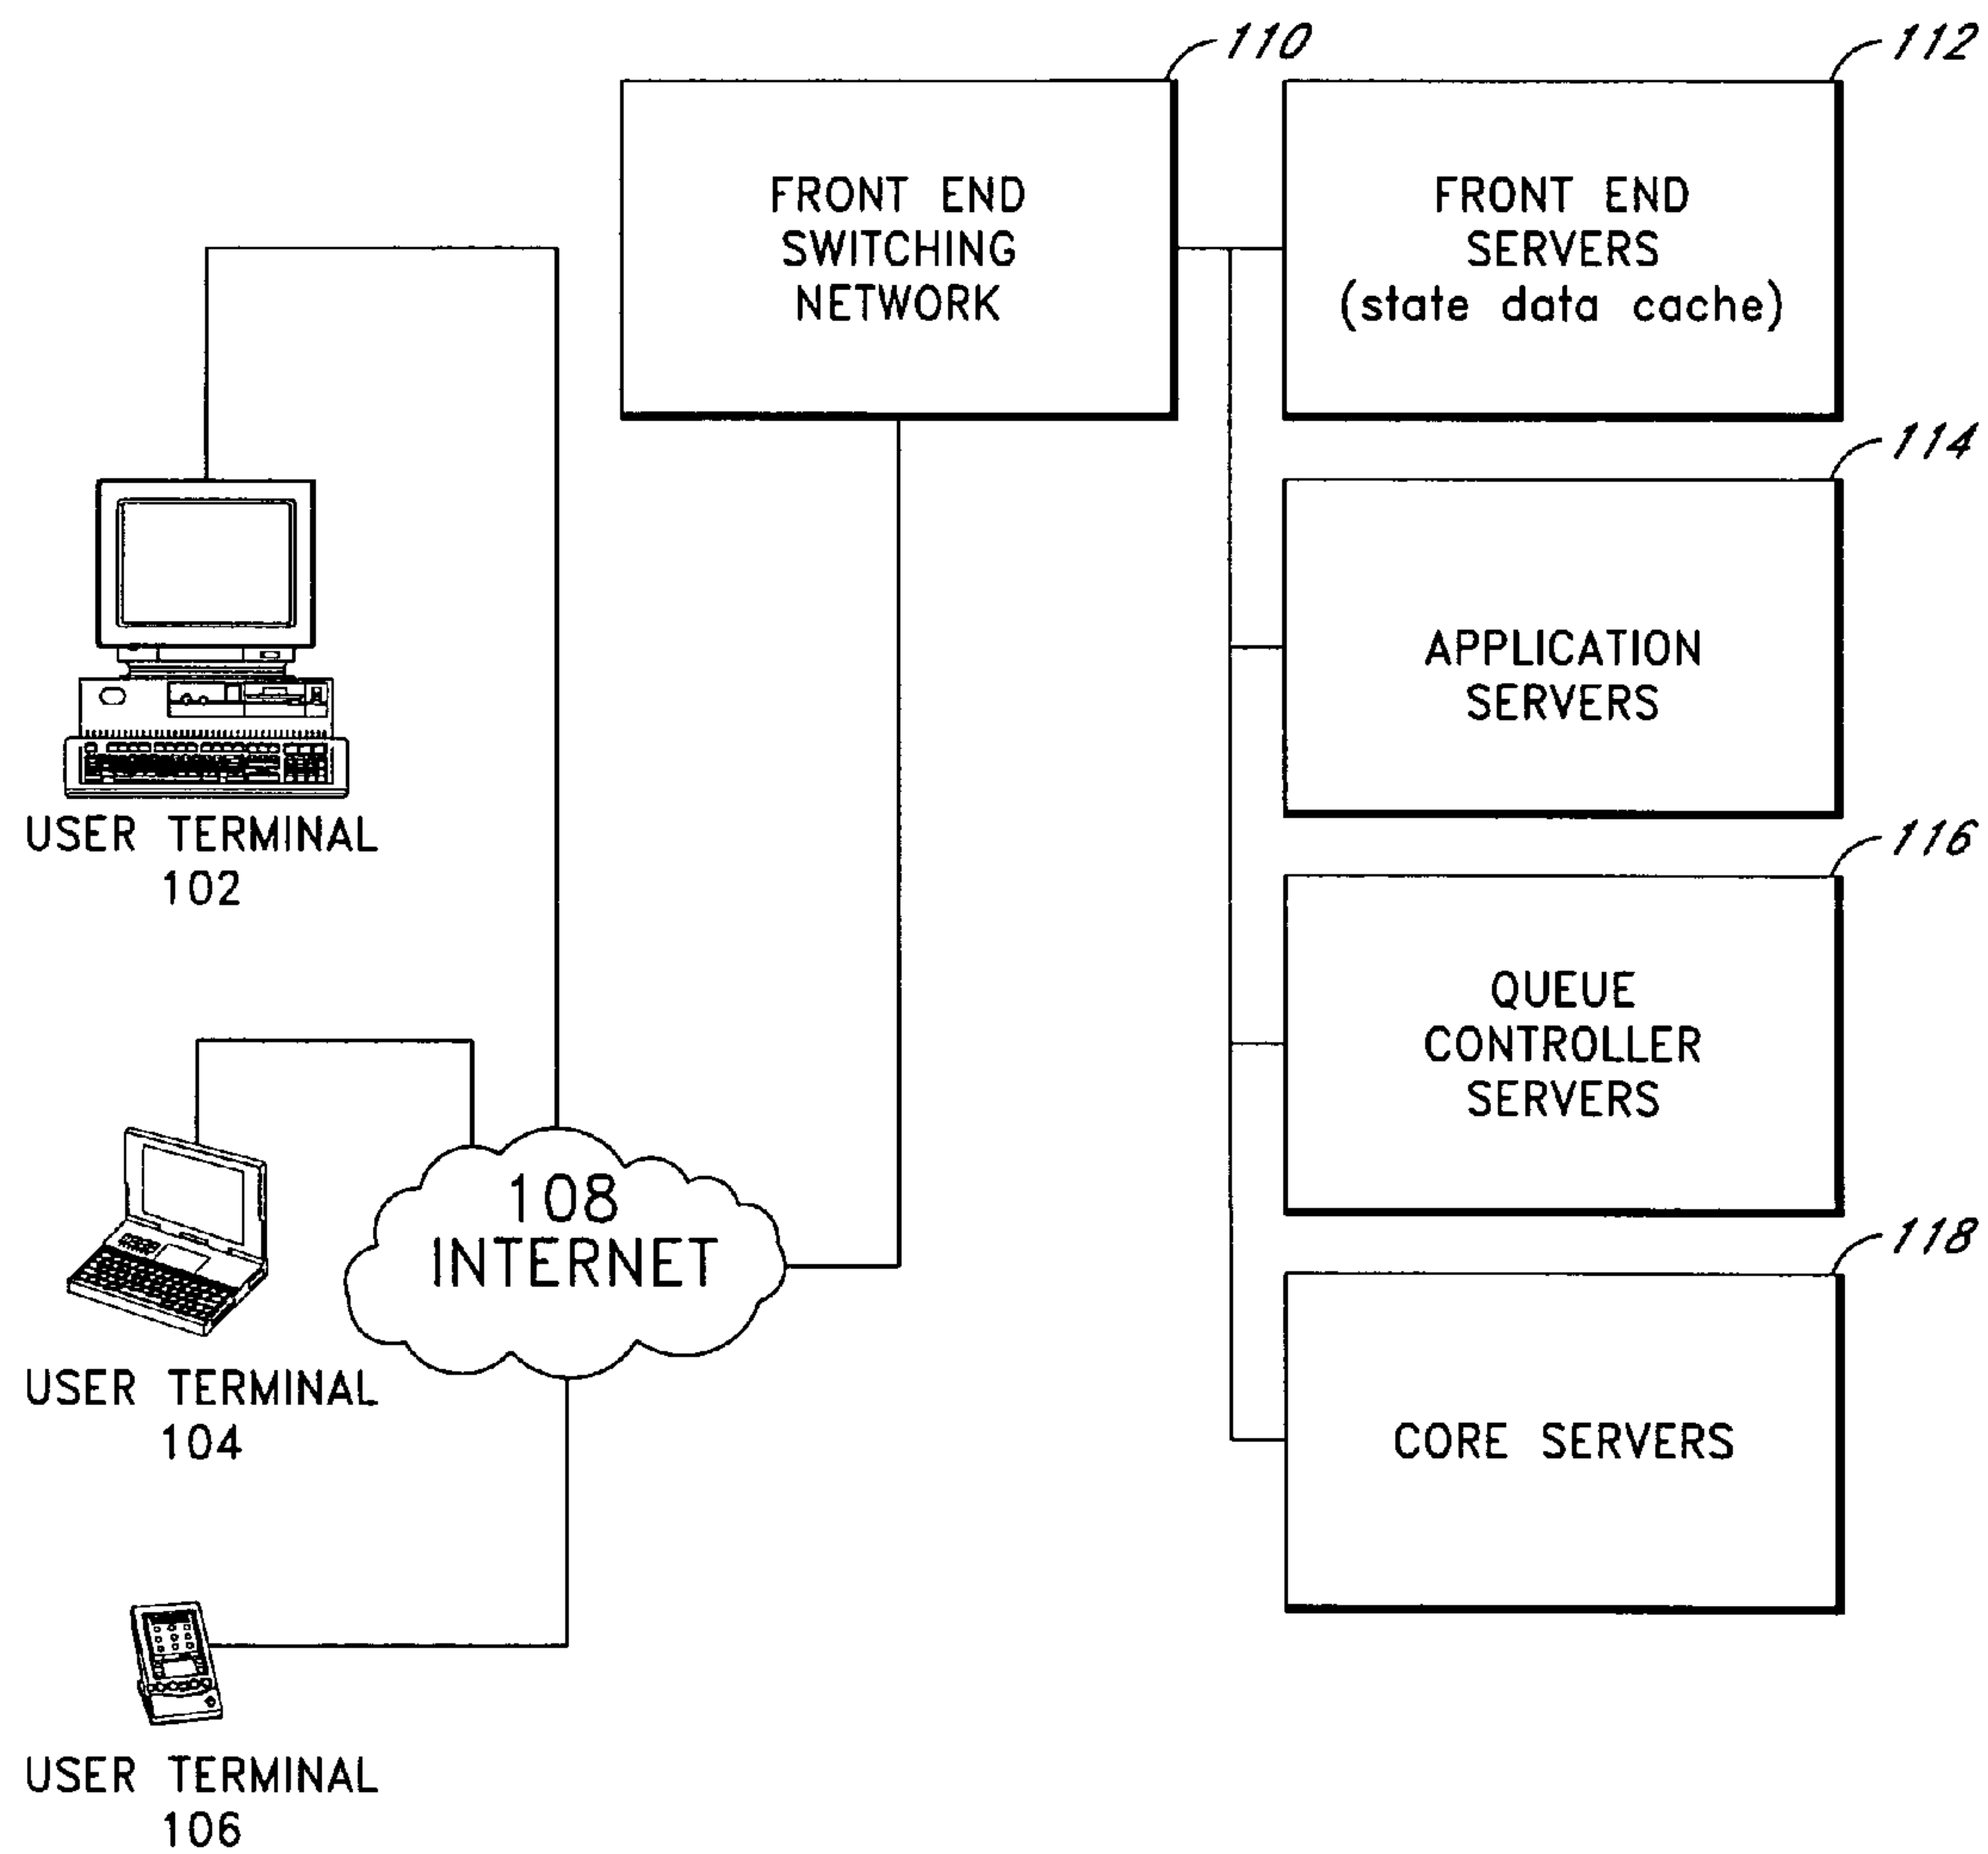 110
112
FRONT END
SWITCHING
NETWORK
FRONT END
SERVERS
(state data cache)
114
APPLICATION
SERVERS
USER TERMINAL
102
116
QUEUE
CONTROLLER
SERVERS
108
INTERNET
118
USER TERMINAL
104
CORE SERVERS
USER TERMINAL
106